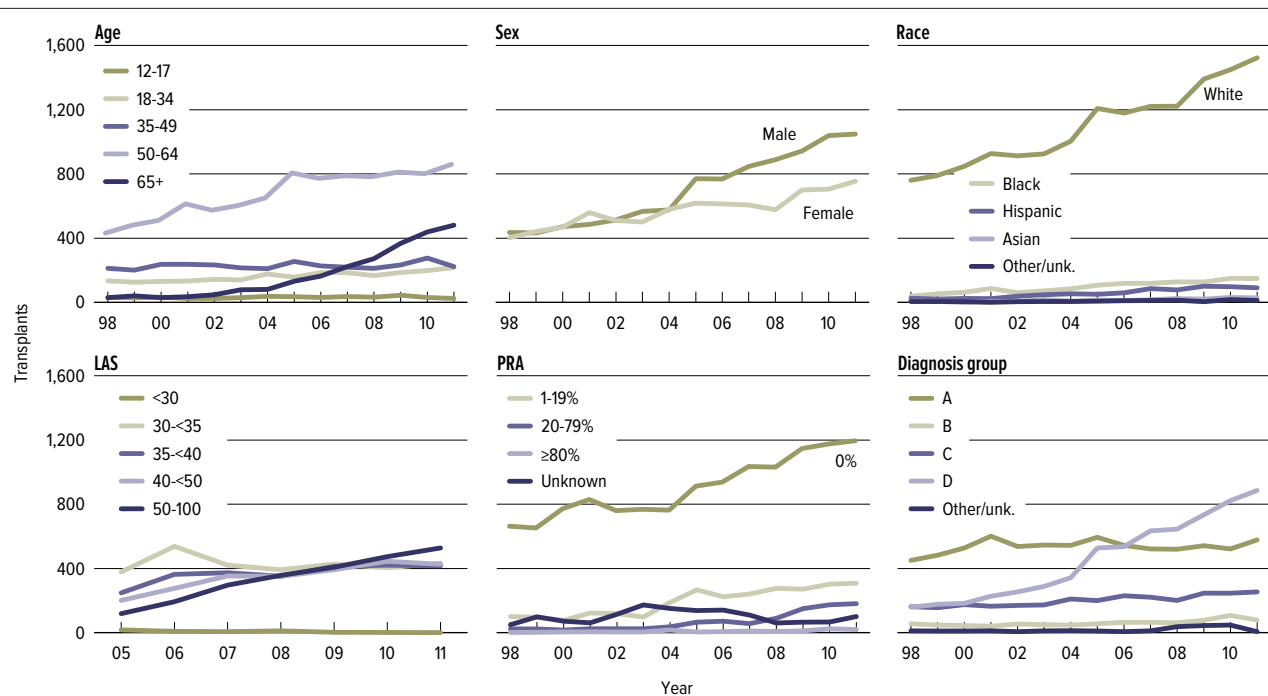 Age
Sex
Race
1,600
1,200
800
400
0
12-17
18-34
35-49
50-64
65+
98 00 02 04 06 08 10
Male
Female
98 00 02 04 06 08 10
White
Black
Hispanic
Asian
Other/unk.
98 00 02 04 06 08 10
Transplants
LAS
PRA
Diagnosis group
1,600
1,200
800
400
0
<30
30-<35
35-<40
40-<50
50-100
05 06 07 08 09 10 11
1-19%
20-79%
≥80%
Unknown
0%
98 00 02 04 06 08 10
A
B
C
D
Other/unk.
98 00 02 04 06 08 10
Year